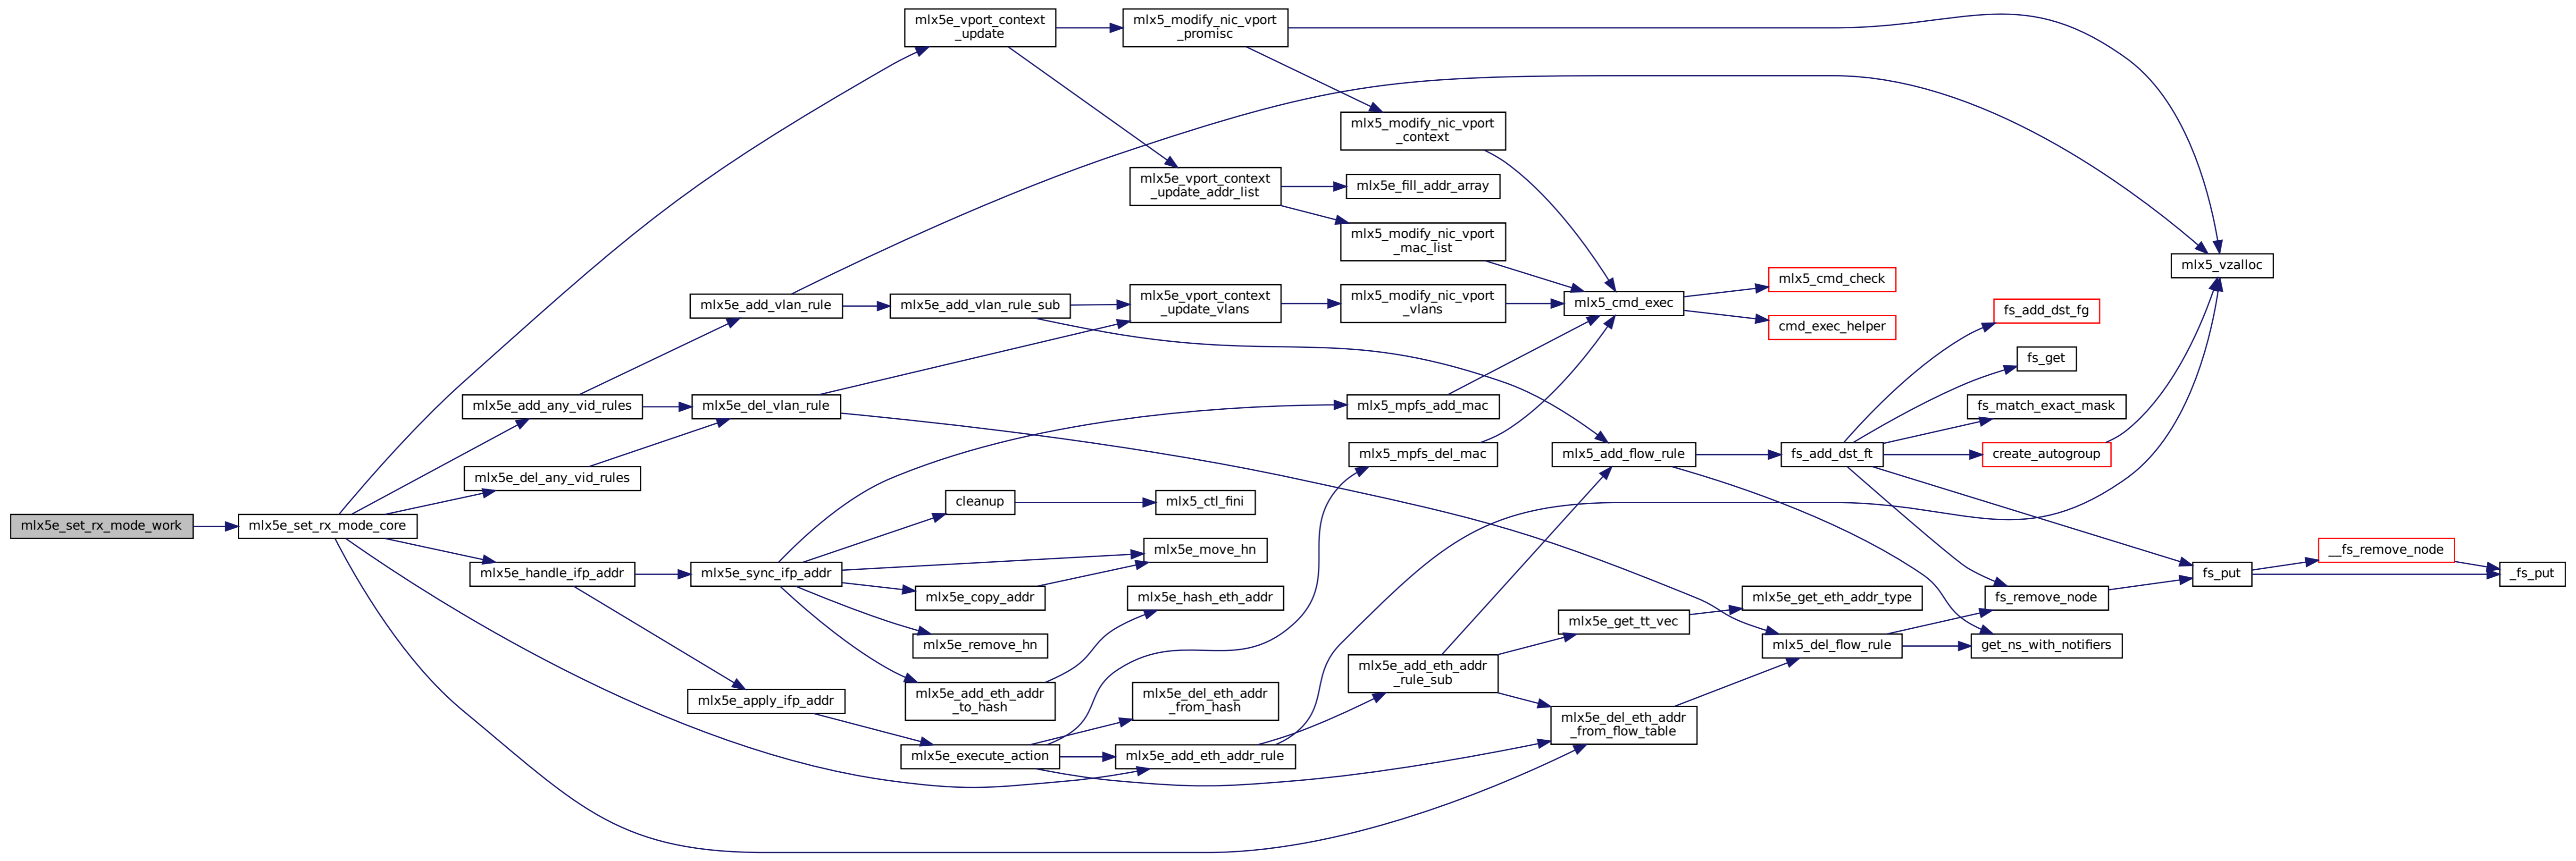 mlx5e_vport_context
_update
mlx5_modify_nic_vport
_promisc
mlx5_modify_nic_vport
_context
mlx5e_vport_context
_update_addr_list
mlx5e_fill_addr_array
mlx5_modify_nic_vport
_mac_list
mlx5_vzalloc
mlx5_cmd_check
mlx5e_add_vlan_rule
mlx5e_add_vlan_rule_sub
mlx5e_vport_context
_update_vlans
mlx5_modify_nic_vport
_vlans
mlx5_cmd_exec
fs_add_dst_fg
cmd_exec_helper
fs_get
mlx5e_add_any_vid_rules
mlx5e_del_vlan_rule
mlx5_mpfs_add_mac
fs_match_exact_mask
mlx5_mpfs_del_mac
mlx5_add_flow_rule
fs_add_dst_ft
create_autogroup
mlx5e_del_any_vid_rules
cleanup
mlx5_ctl_fini
mlx5e_set_rx_mode_work
mlx5e_set_rx_mode_core
mlx5e_move_hn
__fs_remove_node
mlx5e_handle_ifp_addr
mlx5e_sync_ifp_addr
fs_put
_fs_put
mlx5e_copy_addr
mlx5e_hash_eth_addr
mlx5e_get_eth_addr_type
fs_remove_node
mlx5e_get_tt_vec
mlx5e_remove_hn
mlx5_del_flow_rule
get_ns_with_notifiers
mlx5e_add_eth_addr
_rule_sub
mlx5e_apply_ifp_addr
mlx5e_add_eth_addr
_to_hash
mlx5e_del_eth_addr
_from_hash
mlx5e_del_eth_addr
_from_flow_table
mlx5e_execute_action
mlx5e_add_eth_addr_rule